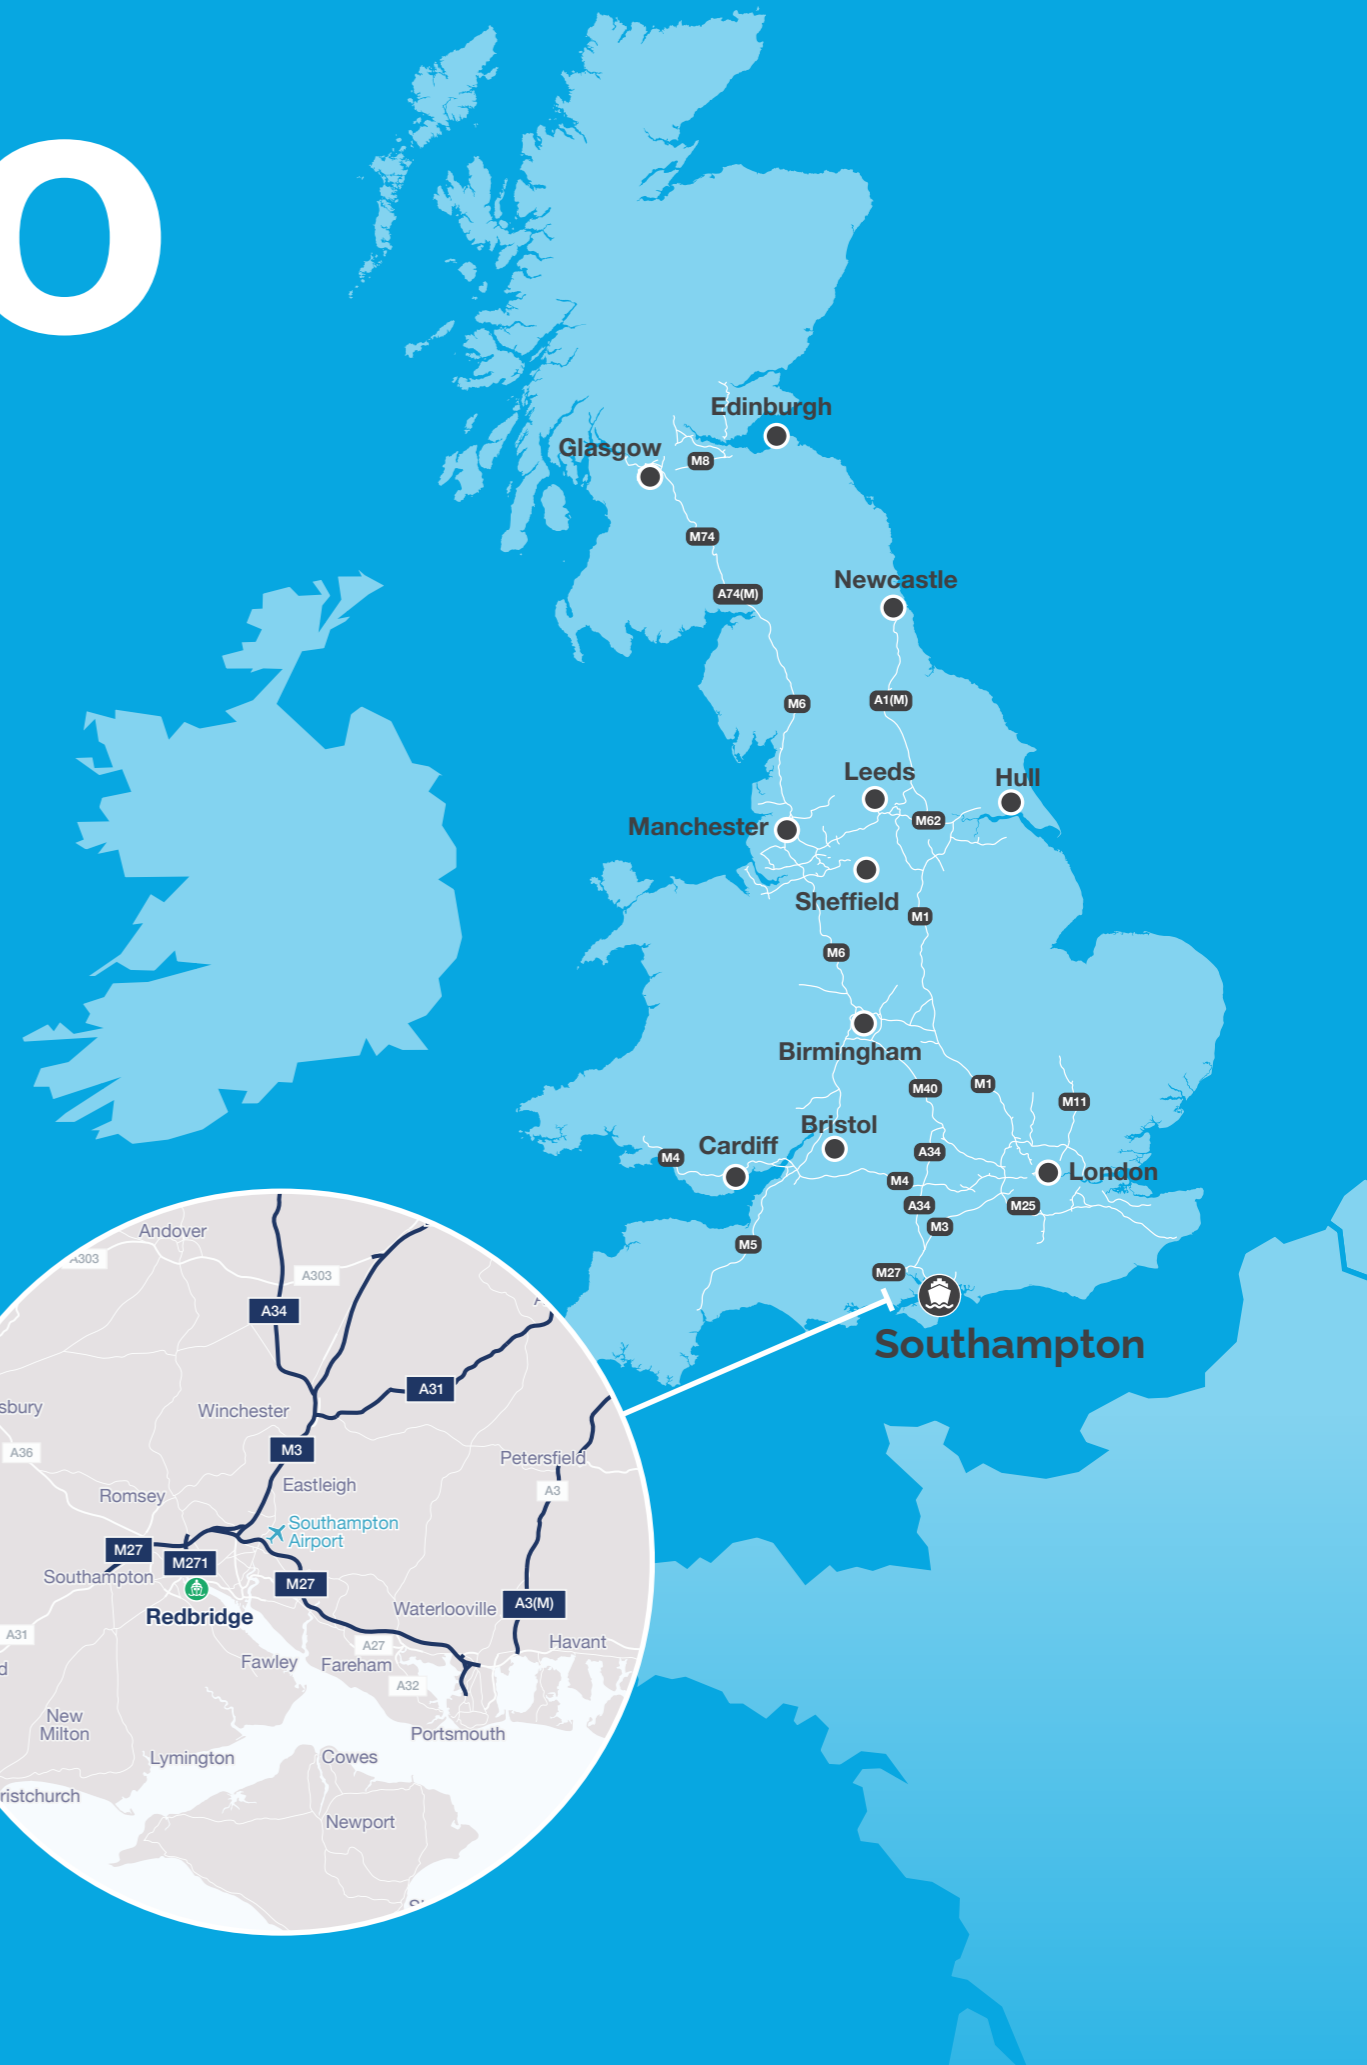 O
Edinburgh
Glasgow
M8
M74
A74(M)
Newcastle
M6
A1(M)
Leeds
Hull
Manchester
M62
Sheffield
M1
M6
Birmingham
M40
M1
M11
Bristol
Cardiff
M4
A34
London
M4
A34
M25
M3
M5
M27
Southampton
Andover
A303
A303
A34
A31
Winchester
sbury
M3
A36
Petersfield
Eastleigh
A3
Romsey
Southampton
Airport
M27
M271
Southampton
M27
Redbridge
Waterlooville
A3(M)
A31
A27
Havant
Fawley
Fareham
d
A32
New
Milton
Portsmouth
Lymington
Cowes
ristchurch
Newport